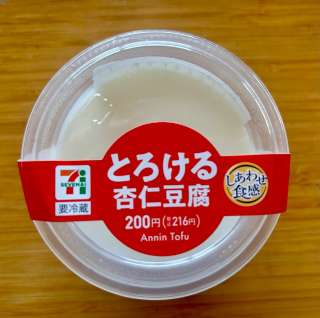 とろける
杏仁豆腐
200円(税込216円)
Annin Tofu
7
SEVEN&i
要冷蔵
しあわせ
食感